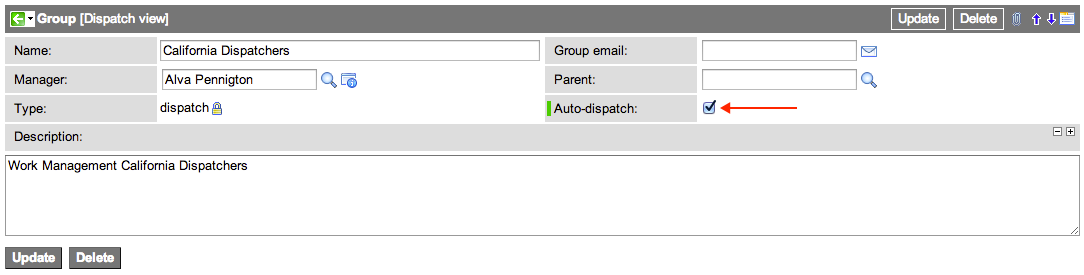 Group [Dispatch view] Update Delete
Name: California Dispatchers Group email:
Manager: Alva Pennigton Parent:
Type: dispatch Auto-dispatch:
Description:
Work Management California Dispatchers
Update Delete